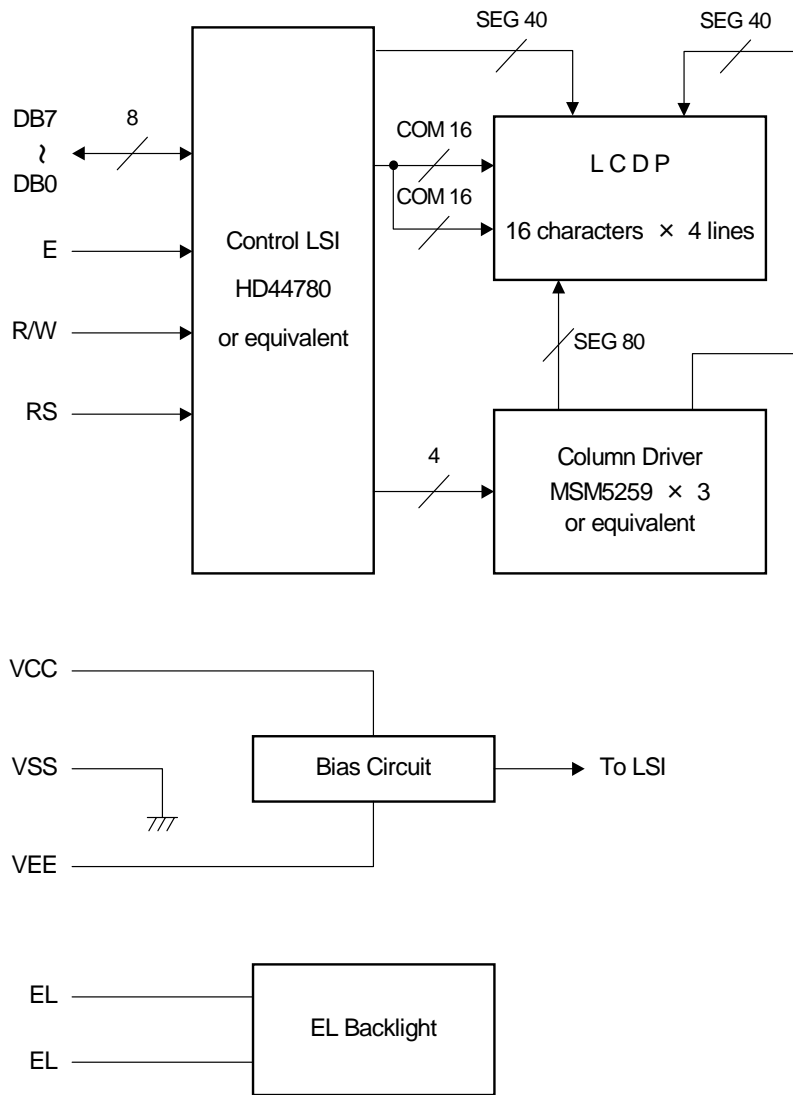 SEG 40
SEG 40
DB7
~
DB0
8
COM 16
COM 16
L C D P
16 characters × 4 lines
E
R/W
RS
Control LSI
HD44780
or equivalent
SEG 80
4
Column Driver
MSM5259 × 3
or equivalent
VCC
VSS
VEE
Bias Circuit
To LSI
EL
EL
EL Backlight